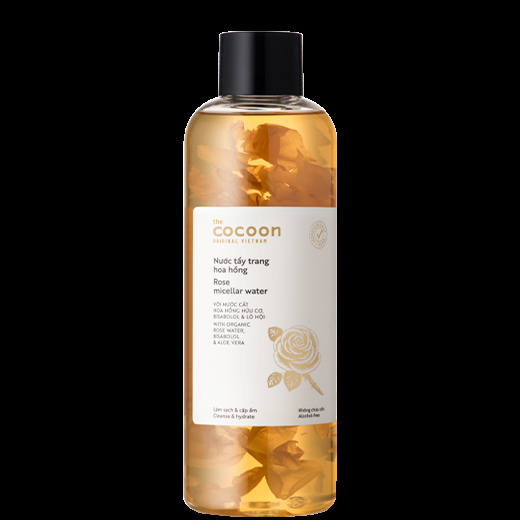 the
cocoon
ORIGINAL VIETNAM
Nước tẩy trang
hoa hồng
Rose
micellar water
VỚI NƯỚC CẤT
HOA HỒNG HỮU CƠ,
BISABOLOL & LÔ HỘI
WITH ORGANIC
ROSE WATER,
BISABOLOL
& ALOE VERA
Làm sạch & cấp ẩm
Cleanse & hydrate
Không chứa cồn
Alcohol-free